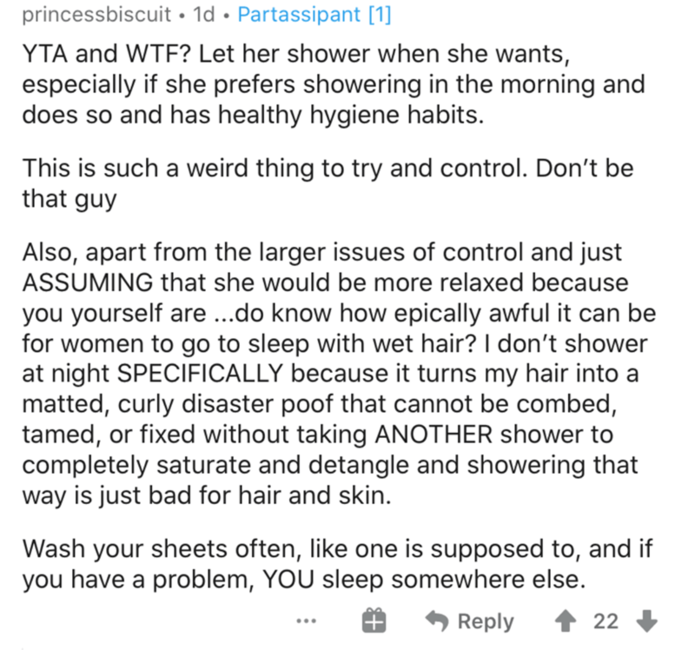 princessbiscuit • 1d • Partassipant [1]
YTA and WTF? Let her shower when she wants,
especially if she prefers showering in the morning and
does so and has healthy hygiene habits.
This is such a weird thing to try and control. Don't be
that guy
Also, apart from the larger issues of control and just
ASSUMING that she would be more relaxed because
you yourself are ...do know how epically awful it can be
for women to go to sleep with wet hair? I don't shower
at night SPECIFICALLY because it turns my hair into a
matted, curly disaster poof that cannot be combed,
tamed, or fixed without taking ANOTHER shower to
completely saturate and detangle and showering that
way is just bad for hair and skin.
Wash your sheets often, like one is supposed to, and if
you have a problem, YOU sleep somewhere else.
... Reply 22